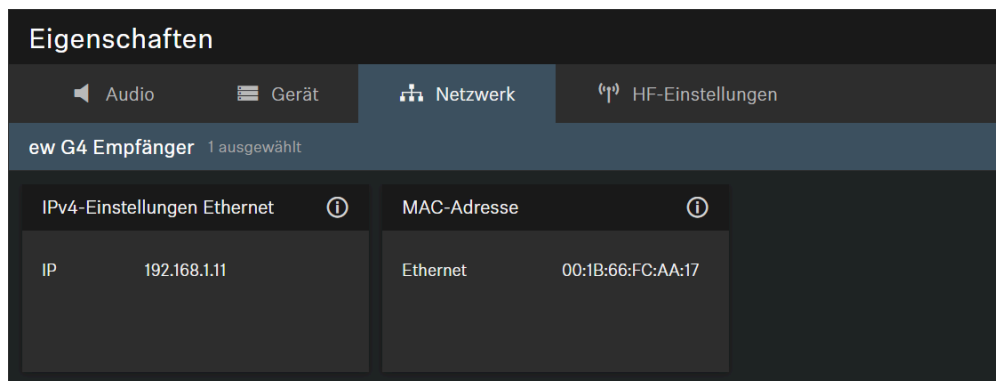 Eigenschaften
Audio Gerät Netzwerk HF-Einstellungen
ew G4 Empfänger 1 ausgewählt
IPv4-Einstellungen Ethernet MAC-Adresse
IP 192.168.1.11 Ethernet 00:1B:66:FC:AA:17